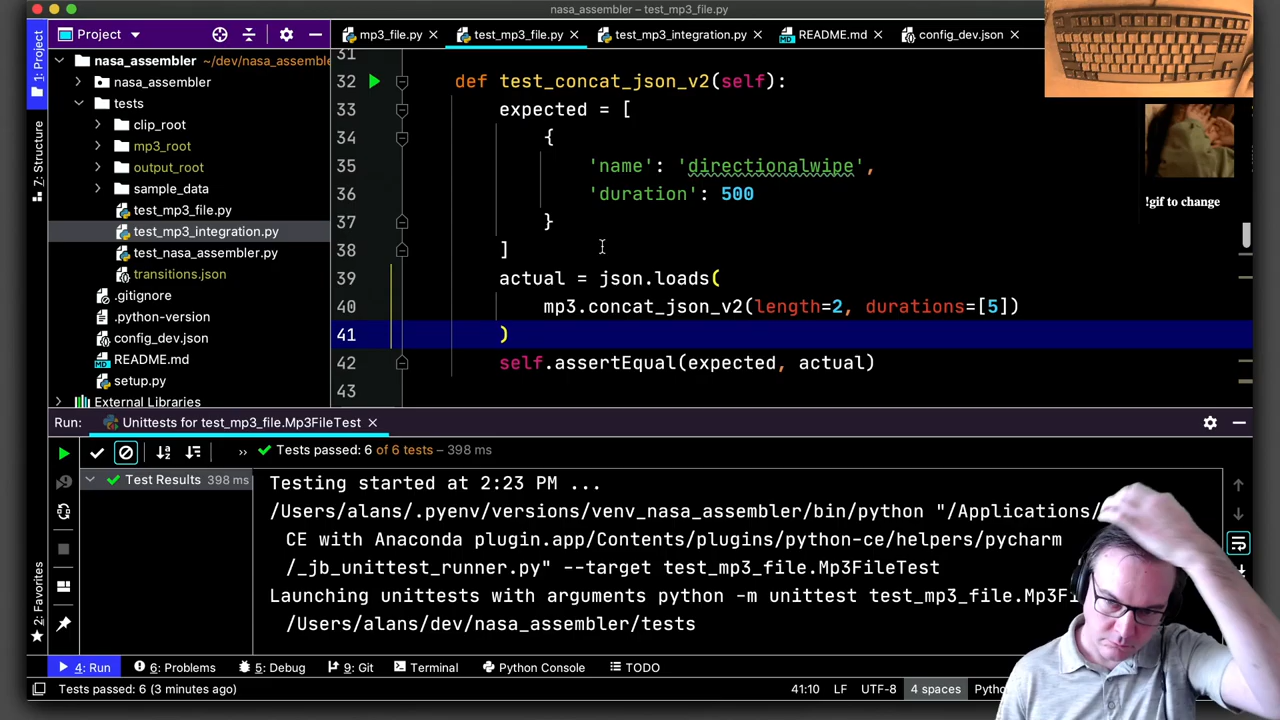 nasa_assembler – test_mp3_file.py
Project
mp3_file.py
test_mp3_file.py
test_mp3_integration.py
README.md
config_dev.json
1: Project
7: Structure
2: Favorites
nasa_assembler ~/dev/nasa_assemble
nasa_assembler
tests
clip_root
mp3_root
output_root
sample_data
test_mp3_file.py
test_mp3_integration.py
test_nasa_assembler.py
transitions.json
.gitignore
.python-version
config_dev.json
README.md
setup.py
External Libraries
31
32 def test_concat_json_v2(self):
33 expected = [
34 {
35 'name': 'directionalwipe',
36 'duration': 500
37 }
38 ]
39 actual = json.loads(
40 mp3.concat_json_v2(length=2, durations=[5])
41 )
42 self.assertEqual(expected, actual)
43
!gif to change
Run: Unittests for test_mp3_file.Mp3FileTest
» Tests passed: 6 of 6 tests – 398 ms
Test Results 398 ms
Testing started at 2:23 PM ...
/Users/alans/.pyenv/versions/venv_nasa_assembler/bin/python "/Applications/
CE with Anaconda plugin.app/Contents/plugins/python-ce/helpers/pycharm
/_jb_unittest_runner.py" --target test_mp3_file.Mp3FileTest
Launching unittests with arguments python -m unittest test_mp3_file.Mp3Fi
/Users/alans/dev/nasa_assembler/tests
4: Run
6: Problems
5: Debug
9: Git
Terminal
Python Console
TODO
Tests passed: 6 (3 minutes ago)
41:10 LF UTF-8 4 spaces Pytho